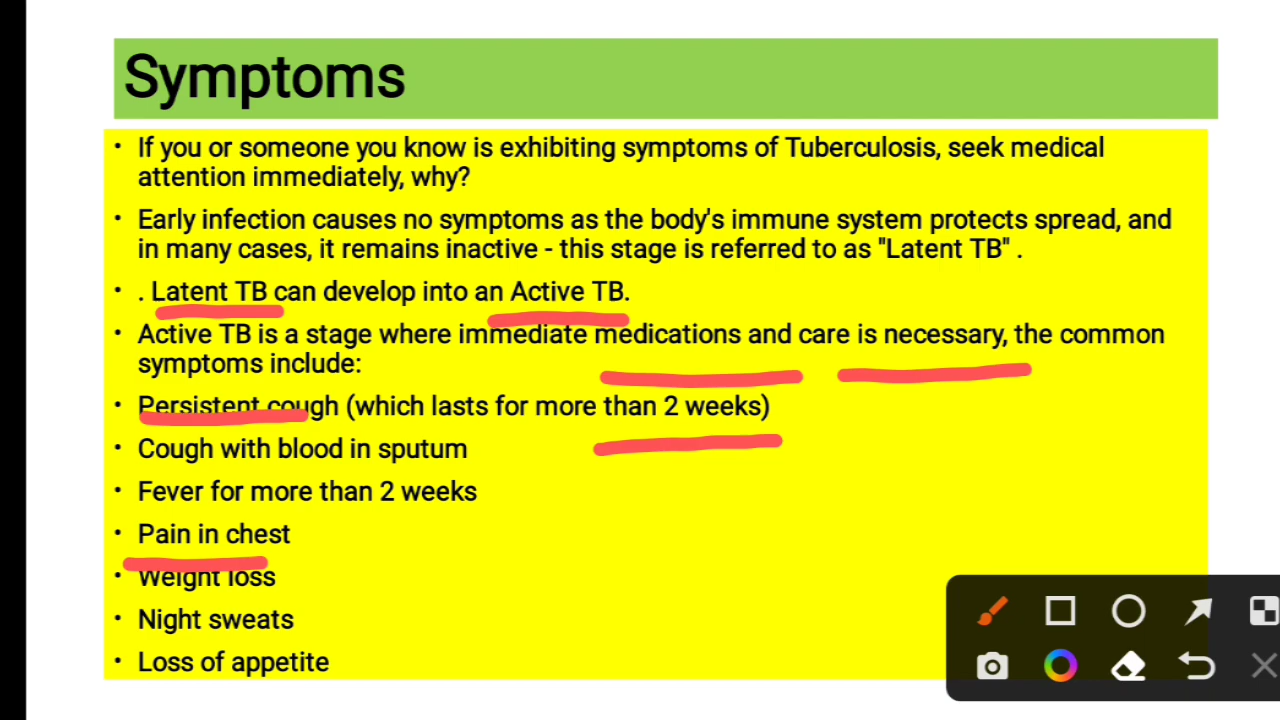 Symptoms
• If you or someone you know is exhibiting symptoms of Tuberculosis, seek medical
attention immediately, why?
• Early infection causes no symptoms as the body's immune system protects spread, and
in many cases, it remains inactive - this stage is referred to as "Latent TB" .
• . Latent TB can develop into an Active TB.
• Active TB is a stage where immediate medications and care is necessary, the common
symptoms include:
• Persistent cough (which lasts for more than 2 weeks)
• Cough with blood in sputum
• Fever for more than 2 weeks
• Pain in chest
• Weight loss
• Night sweats
• Loss of appetite